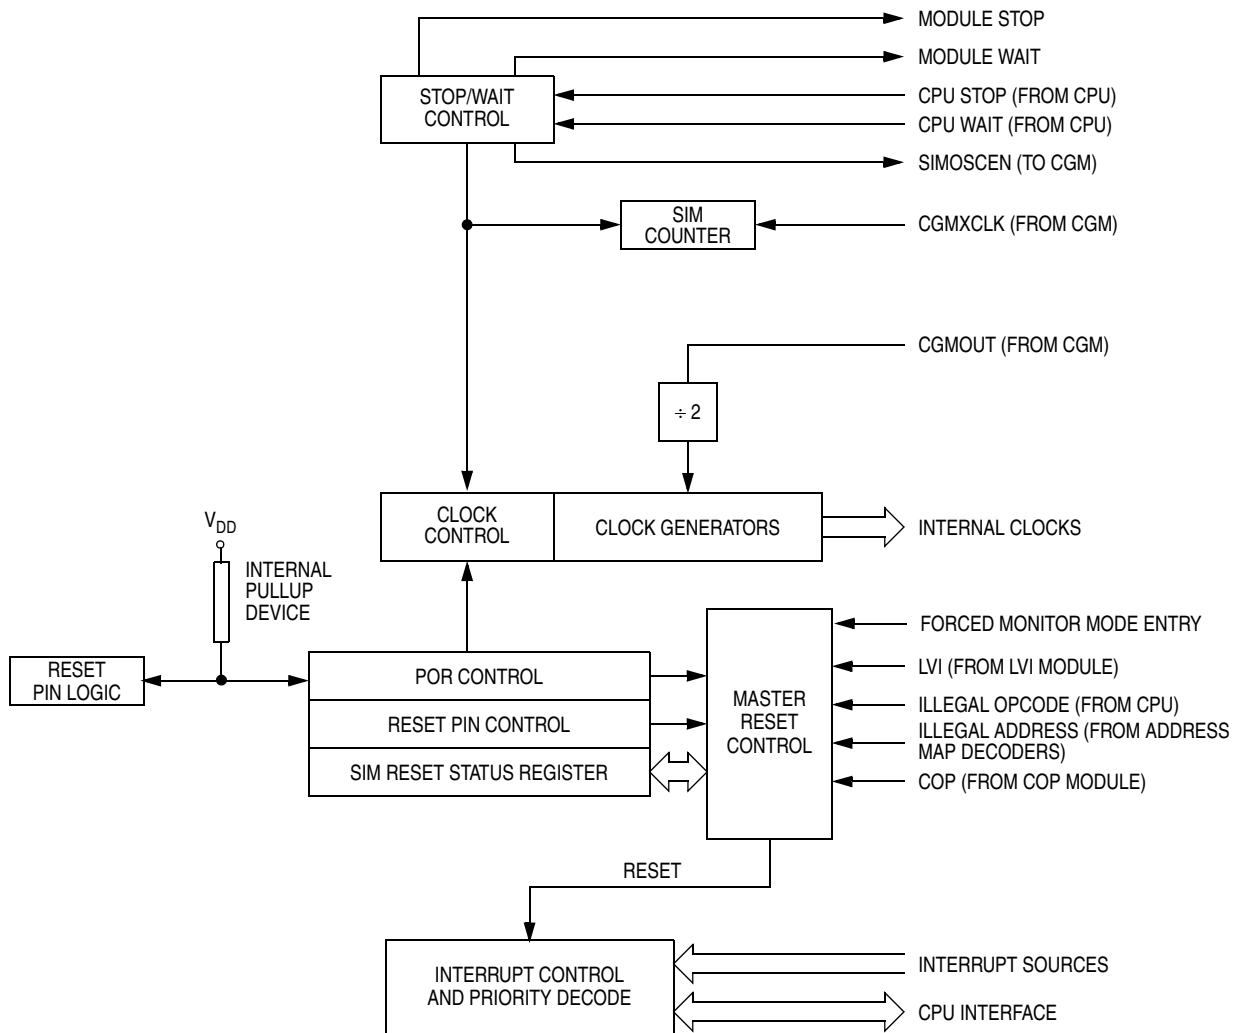 MODULE STOP
MODULE WAIT
STOP/WAIT
CONTROL
CPU STOP (FROM CPU)
CPU WAIT (FROM CPU)
SIMOSCEN (TO CGM)
SIM
COUNTER
CGMXCLK (FROM CGM)
CGMOUT (FROM CGM)
÷ 2
CLOCK
CONTROL
CLOCK GENERATORS
INTERNAL CLOCKS
VDD
INTERNAL
PULLUP
DEVICE
RESET
PIN LOGIC
POR CONTROL
RESET PIN CONTROL
SIM RESET STATUS REGISTER
MASTER
RESET
CONTROL
FORCED MONITOR MODE ENTRY
LVI (FROM LVI MODULE)
ILLEGAL OPCODE (FROM CPU)
ILLEGAL ADDRESS (FROM ADDRESS
MAP DECODERS)
COP (FROM COP MODULE)
RESET
INTERRUPT CONTROL
AND PRIORITY DECODE
INTERRUPT SOURCES
CPU INTERFACE